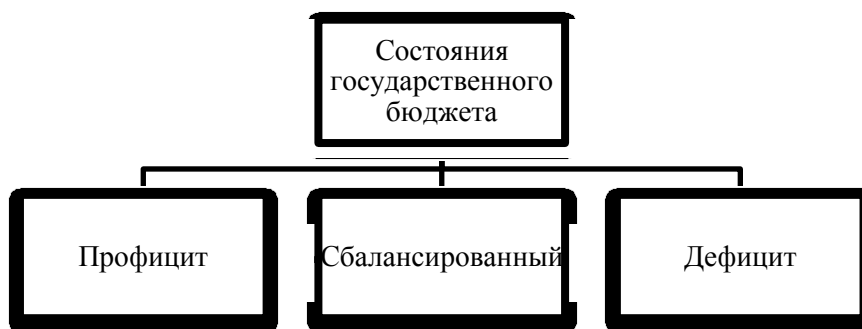 Состояния
государственного
бюджета
Профицит
Сбалансированный
Дефицит